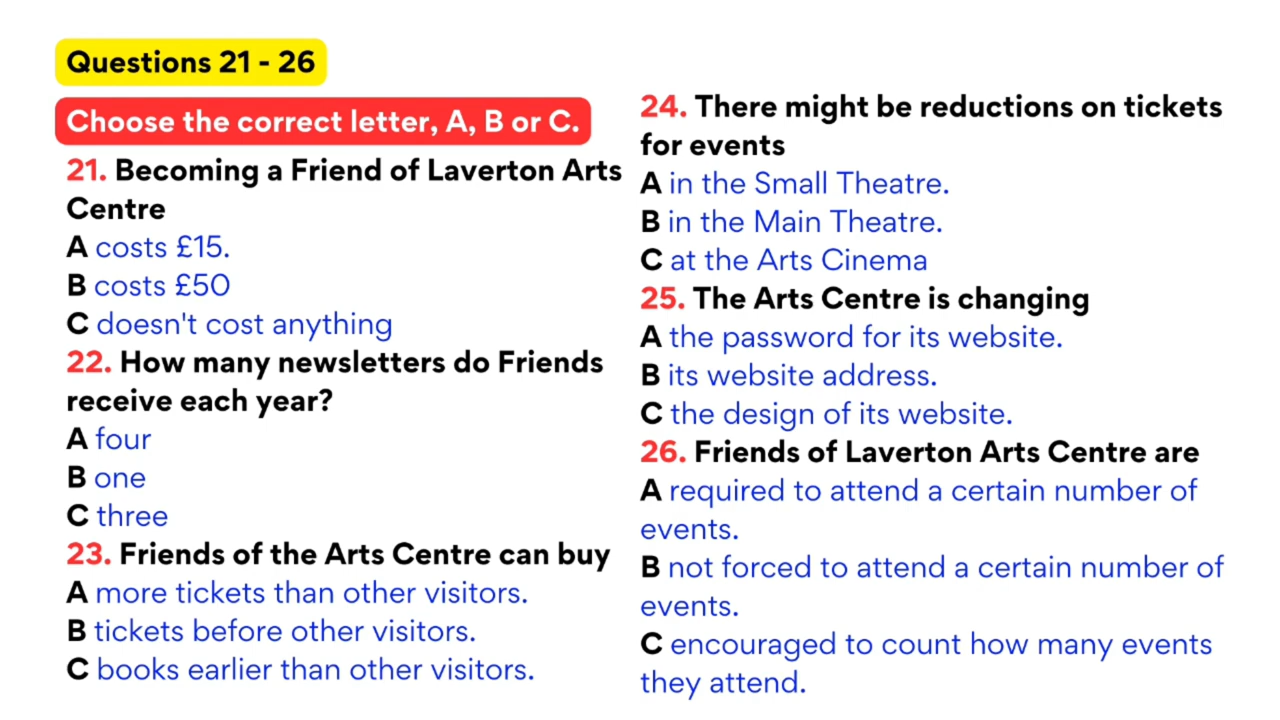 Questions 21 - 26
Choose the correct letter, A, B or C.
21. Becoming a Friend of Laverton Arts
Centre
A costs £15.
B costs £50
C doesn't cost anything
22. How many newsletters do Friends
receive each year?
A four
B one
C three
23. Friends of the Arts Centre can buy
A more tickets than other visitors.
B tickets before other visitors.
C books earlier than other visitors.
24. There might be reductions on tickets
for events
A in the Small Theatre.
B in the Main Theatre.
C at the Arts Cinema
25. The Arts Centre is changing
A the password for its website.
B its website address.
C the design of its website.
26. Friends of Laverton Arts Centre are
A required to attend a certain number of
events.
B not forced to attend a certain number of
events.
C encouraged to count how many events
they attend.